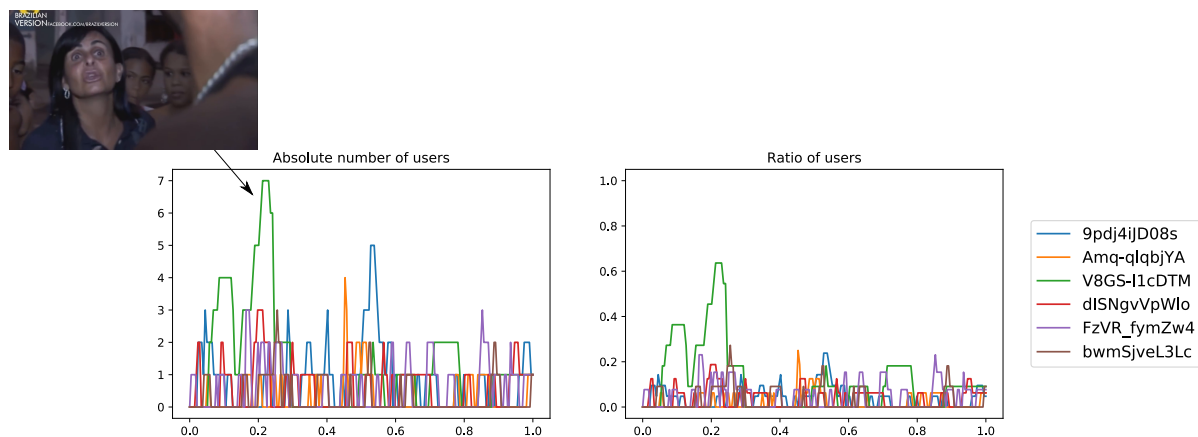 BRAZILIAN
VERSION FACEBOOK.COM/BRAZILVERSION
Absolute number of users
7
6
5
4
3
2
1
0
0.0 0.2 0.4 0.6 0.8 1.0
Ratio of users
1.0
0.8
0.6
0.4
0.2
0.0
0.0 0.2 0.4 0.6 0.8 1.0
9pdj4iJD08s
Amq-qlqbjYA
V8GS-l1cDTM
dISNgvVpWlo
FzVR_fymZw4
bwmSjveL3Lc